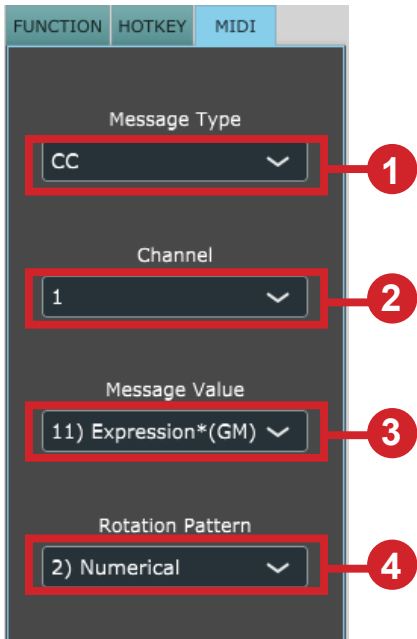 FUNCTION HOTKEY MIDI
Message Type
CC
1
Channel
1
2
Message Value
11) Expression*(GM)
3
Rotation Pattern
2) Numerical
4